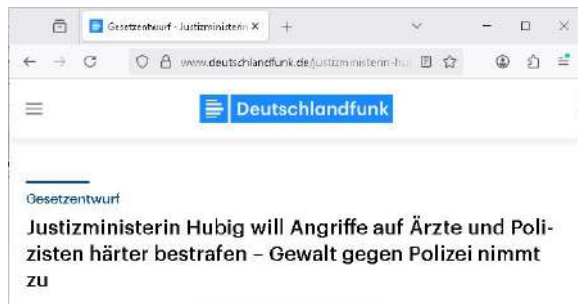 Gesetzentwurf - Justizministerin
www.deutschlandfunk.de/justizministerin-hu
Deutschlandfunk
Gesetzentwurf
Justizministerin Hubig will Angriffe auf Ärzte und Poli-
zisten härter bestrafen – Gewalt gegen Polizei nimmt
zu